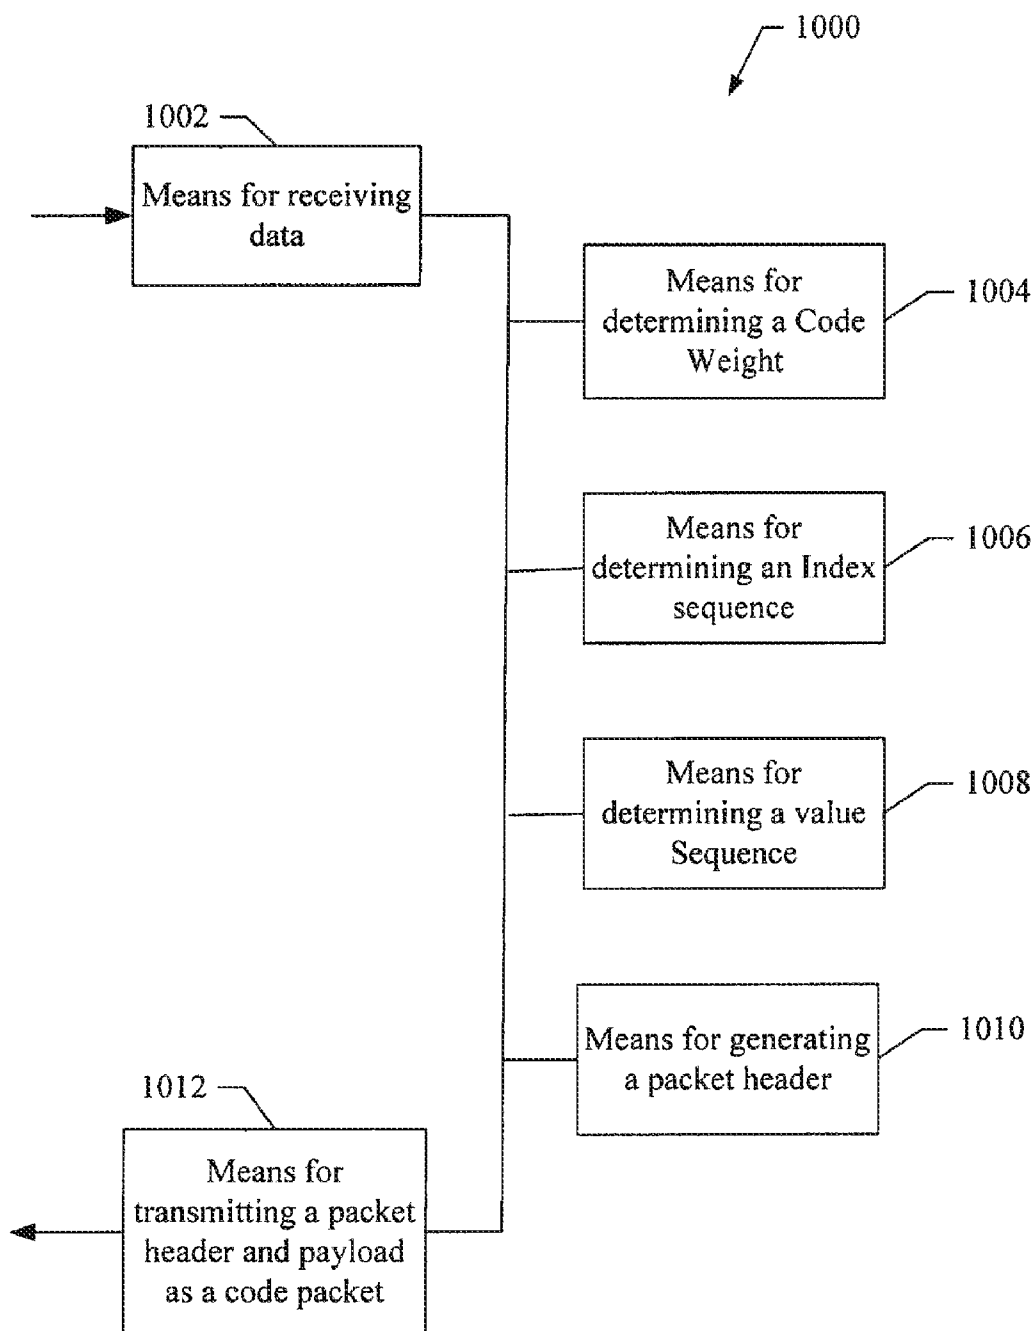 1000
1002
Means for receiving
data
Means for
determining a Code
Weight
1004
Means for
determining an Index
sequence
1006
Means for
determining a value
Sequence
1008
Means for generating
a packet header
1010
1012
Means for
transmitting a packet
header and payload
as a code packet